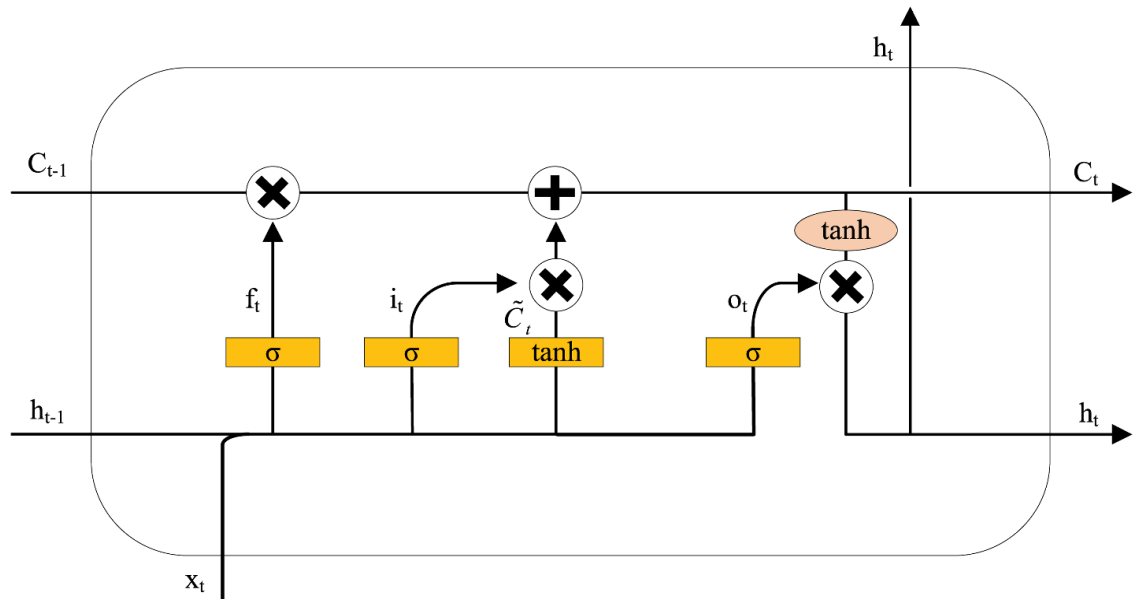 hₜ
Cₜ₋₁
Cₜ
tanh
fₜ
iₜ
C̃ₜ
oₜ
σ
σ
tanh
σ
hₜ₋₁
hₜ
xₜ